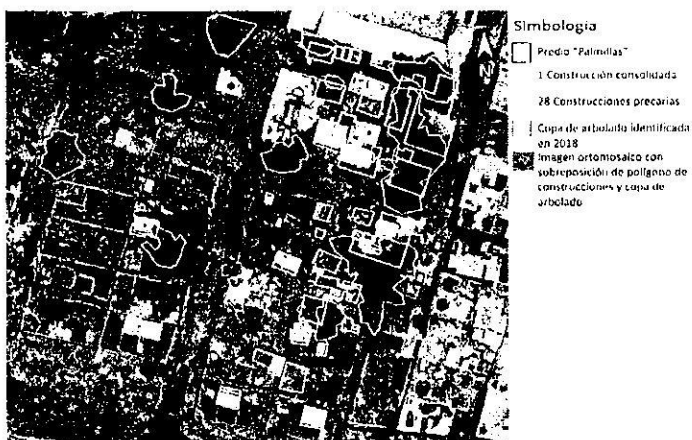 Simbología
Predio "Palmillas"
N
1 Construcción consolidada
28 Construcciones precarias
Copa de arbolado identificada
en 2018
Imagen ortomosaico con
sobreposición de polígono de
construcciones y copa de
arbolado